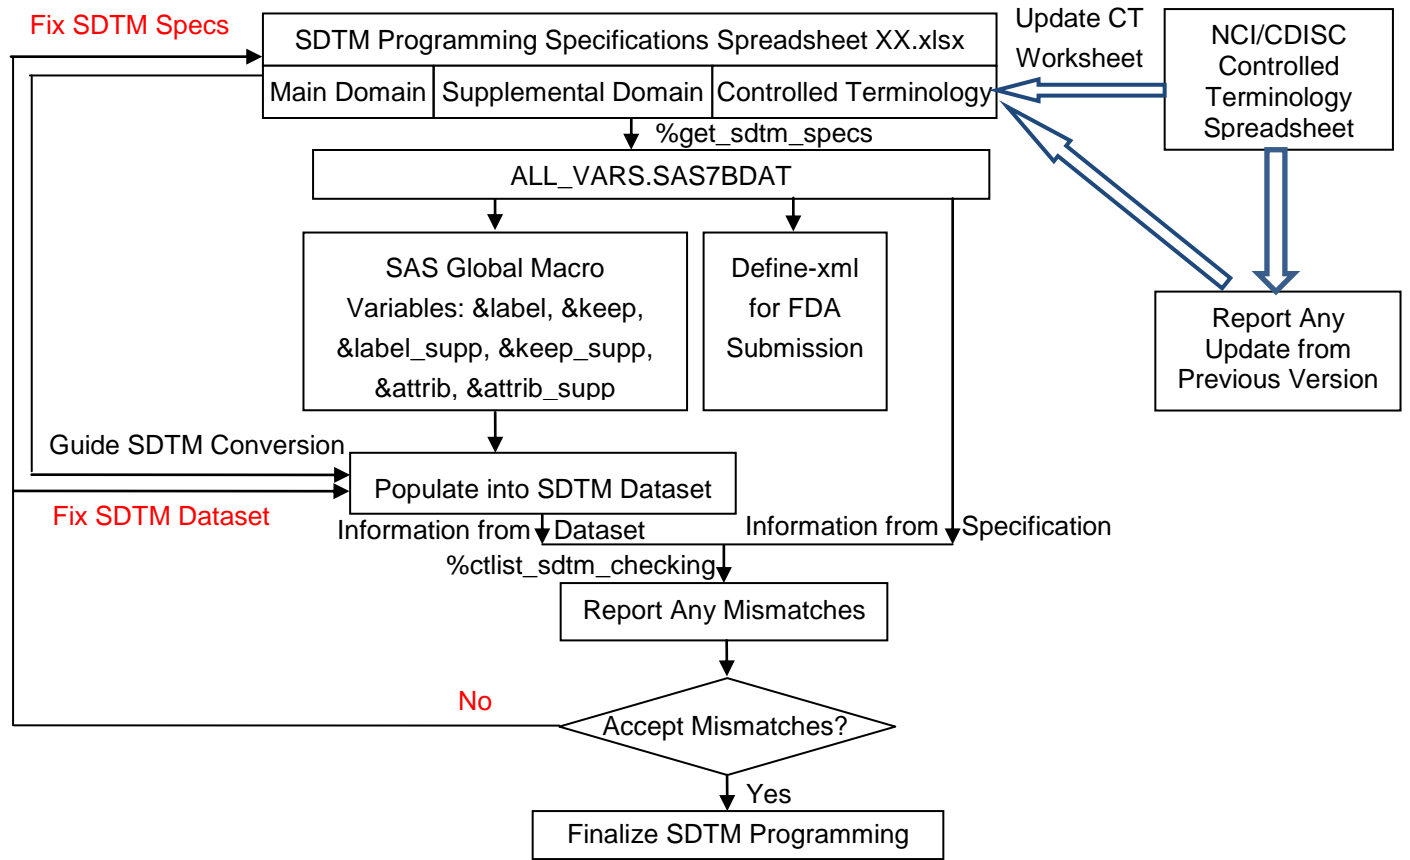 Fix SDTM Specs
SDTM Programming Specifications Spreadsheet XX.xlsx
Main Domain
Supplemental Domain
Controlled Terminology
Update CT
Worksheet
NCI/CDISC
Controlled
Terminology
Spreadsheet
%get_sdtm_specs
ALL_VARS.SAS7BDAT
SAS Global Macro
Variables: &label, &keep,
&label_supp, &keep_supp,
&attrib, &attrib_supp
Define-xml
for FDA
Submission
Report Any
Update from
Previous Version
Guide SDTM Conversion
Populate into SDTM Dataset
Fix SDTM Dataset
Information from Dataset
Information from Specification
%ctlist_sdtm_checking
Report Any Mismatches
No
Accept Mismatches?
Yes
Finalize SDTM Programming